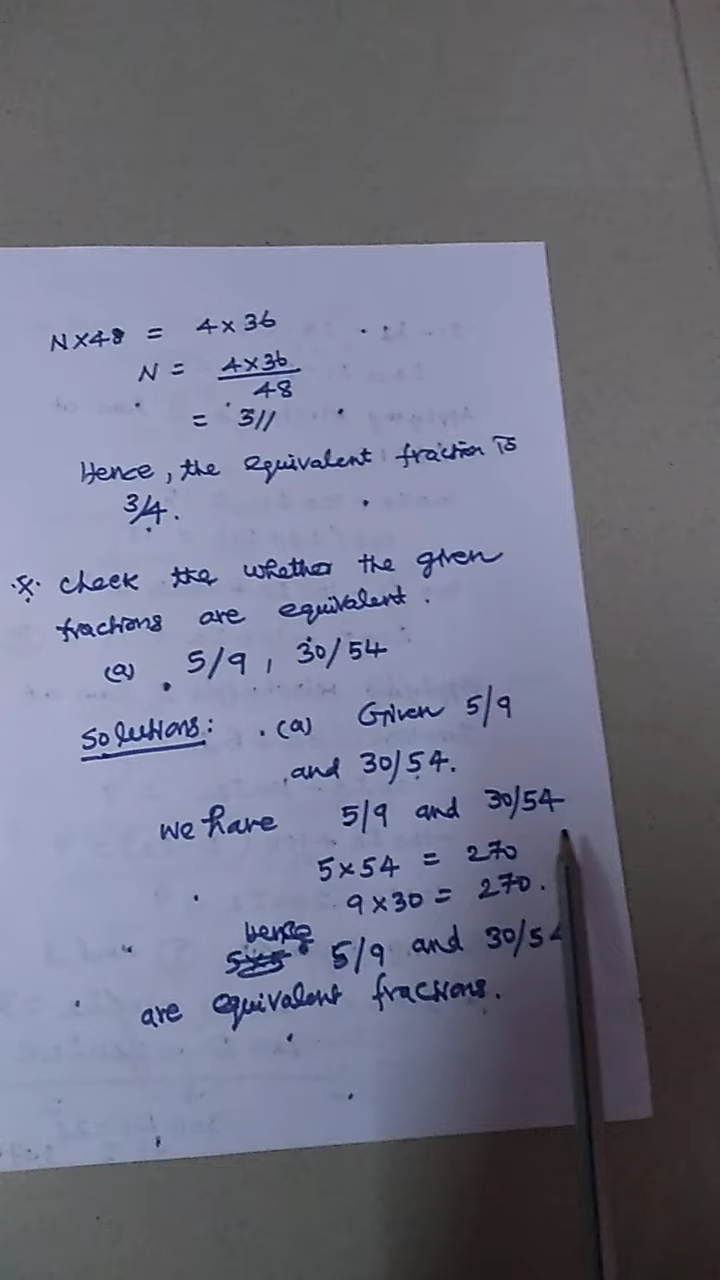 N×48 = 4×36
N = 4×36
48
= 3//
Hence, the equivalent fraction is
3/4.
check the whether the given
fractions are equivalent.
(a) 5/9, 30/54
Solutions: (a) Given 5/9
and 30/54.
we have 5/9 and 30/54
5×54 = 270
9×30 = 270.
hence
5/9 and 30/54
are equivalent fractions.